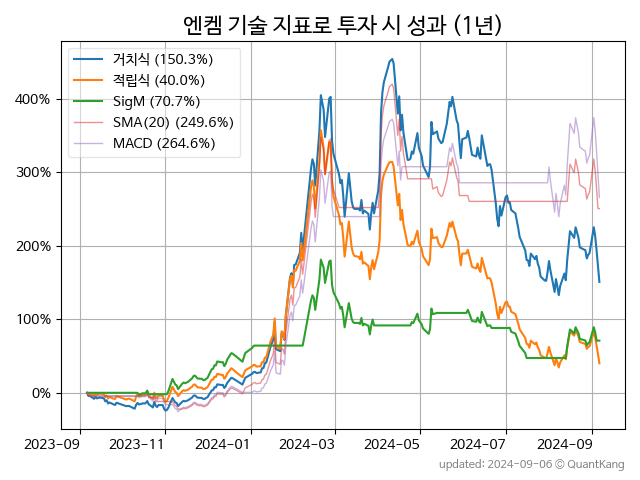 엔켐 기술 지표로 투자 시 성과 (1년)
거치식 (150.3%)
적립식 (40.0%)
SigM (70.7%)
SMA(20) (249.6%)
MACD (264.6%)
400%
300%
200%
100%
0%
2023-09 2023-11 2024-01 2024-03 2024-05 2024-07 2024-09
updated: 2024-09-06 © QuantKang